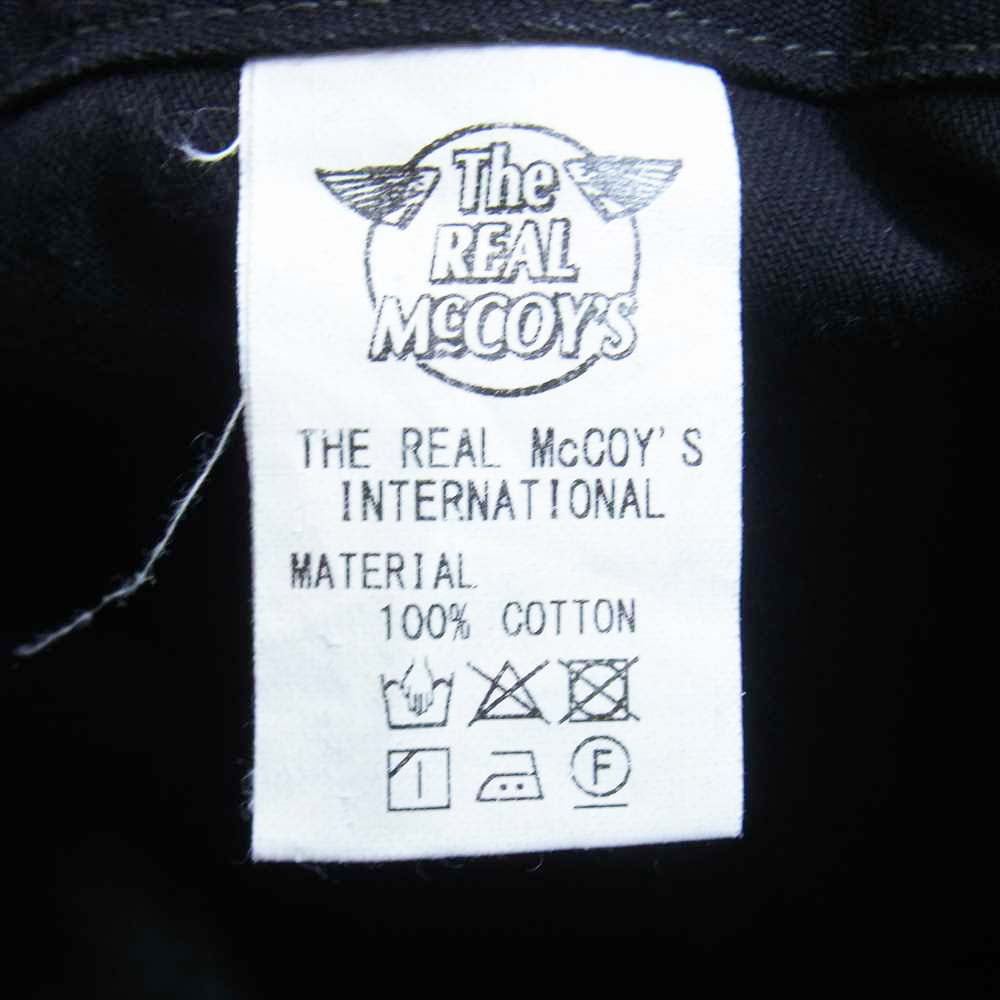 The
REAL
McCOY'S
THE REAL McCOY'S
INTERNATIONAL
MATERIAL
100% COTTON
F